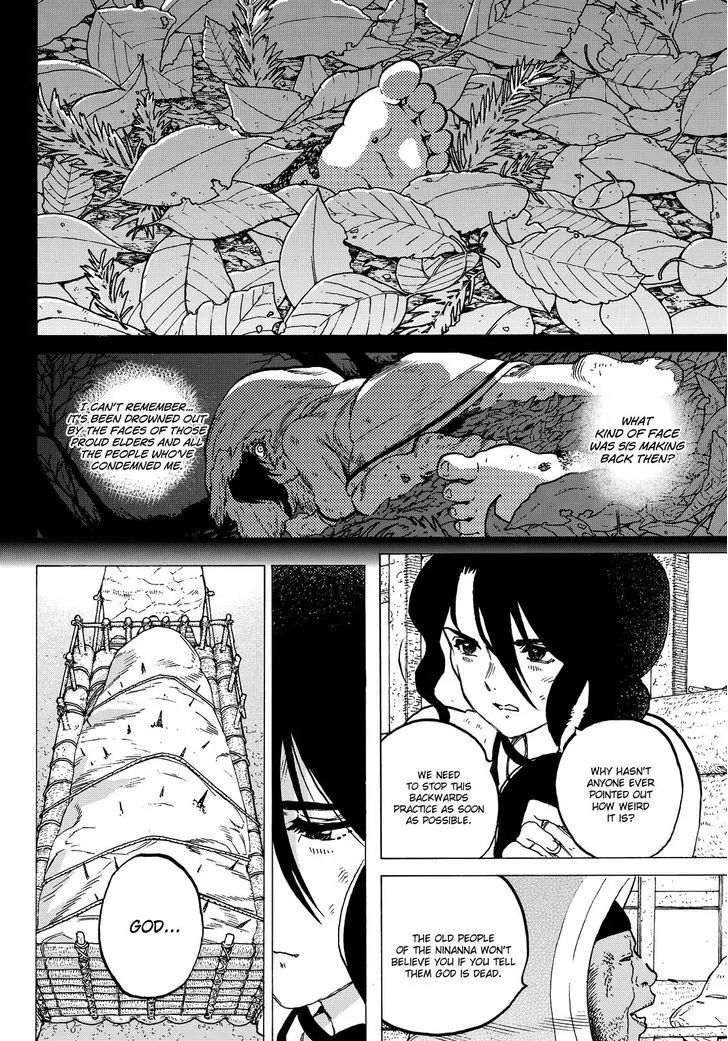 WHAT
KIND OF FACE
WAS SIS MAKING
BACK THEN?
I CAN'T REMEMBER...
IT'S BEEN DROWNED OUT
BY THE FACES OF THOSE
PROUD ELDERS AND ALL
THE PEOPLE WHO'VE
CONDEMNED ME.
WHY HASN'T
ANYONE EVER
POINTED OUT
HOW WEIRD
IT IS?
WE NEED
TO STOP THIS
BACKWARDS
PRACTICE AS SOON
AS POSSIBLE.
THE OLD PEOPLE
OF THE NINANNA WON'T
BELIEVE YOU IF YOU TELL
THEM GOD IS DEAD.
GOD...